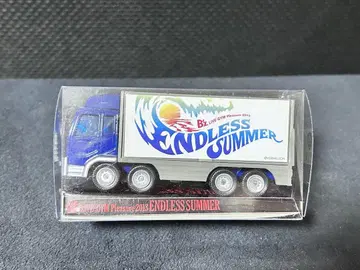 B'z LIVE-GYM Pleasure 2013
ENDLESS
SUMMER
LIVE-GYM Pleasure 2013 ENDLESS SUMMER